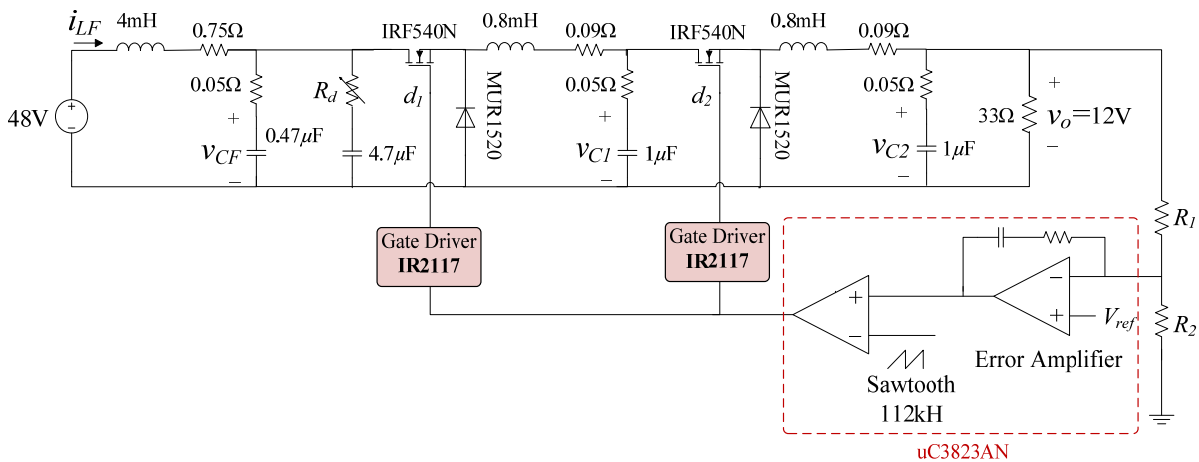 i_LF 4mH 0.75Ω IRF540N 0.8mH 0.09Ω IRF540N 0.8mH 0.09Ω
48V
+
−
0.05Ω
+
v_CF
−
0.47μF
R_d
4.7μF
d_1
MUR1520
0.05Ω
+
v_C1
−
1μF
d_2
MUR1520
0.05Ω
+
v_C2
−
1μF
33Ω
+
v_o=12V
−
Gate Driver
IR2117
Gate Driver
IR2117
R_1
R_2
+
−
−
+
V_ref
Error Amplifier
Sawtooth
112kH
uC3823AN